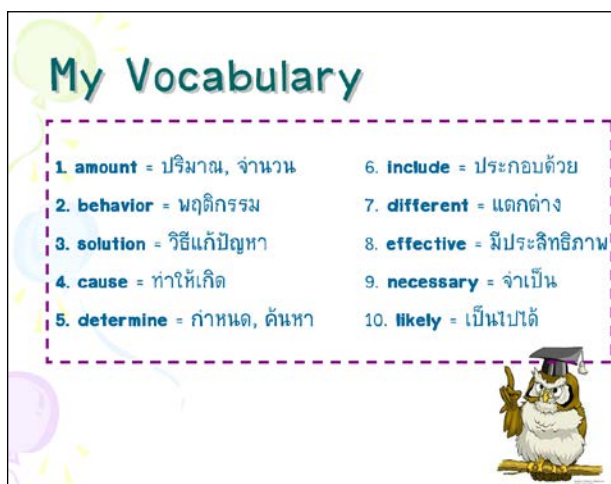 My Vocabulary
1. amount = ปริมาณ, จำนวน
2. behavior = พฤติกรรม
3. solution = วิธีแก้ปัญหา
4. cause = ทำให้เกิด
5. determine = กำหนด, ค้นหา
6. include = ประกอบด้วย
7. different = แตกต่าง
8. effective = มีประสิทธิภาพ
9. necessary = จำเป็น
10. likely = เป็นไปได้